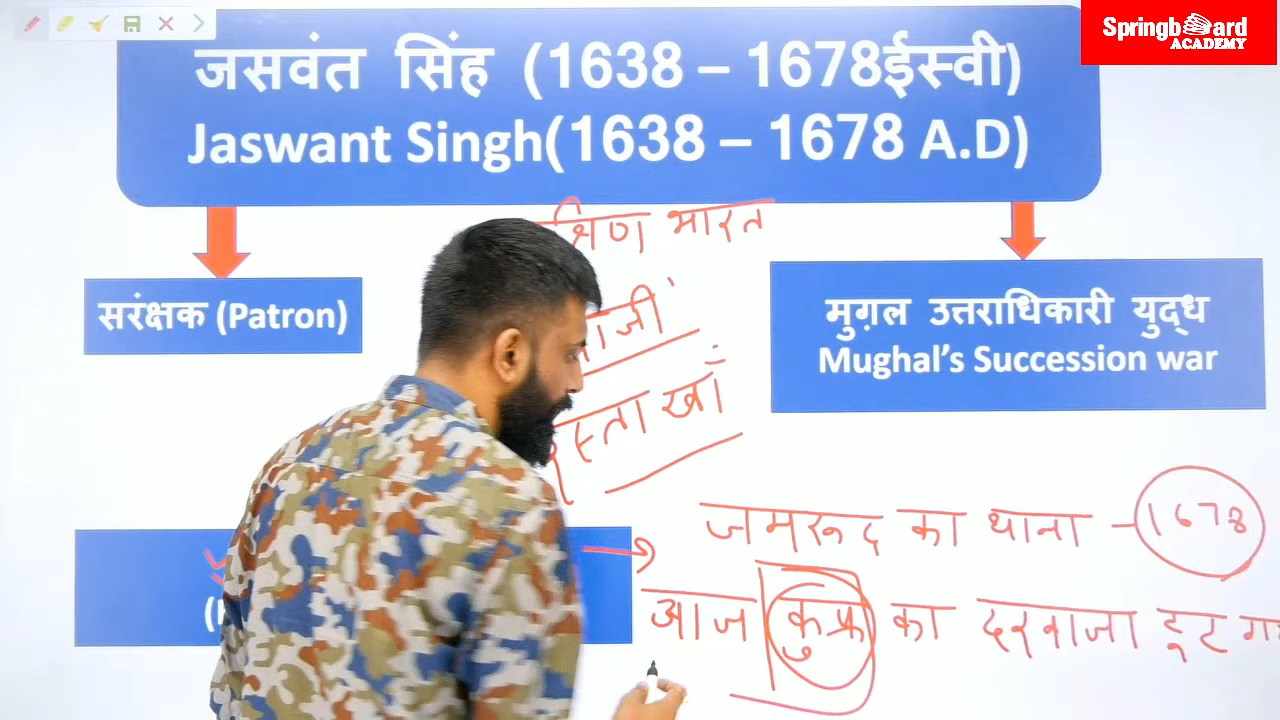 Springboard
ACADEMY
जसवंत सिंह (1638 – 1678ईस्वी)
Jaswant Singh(1638 – 1678 A.D)
भारत
सरंक्षक (Patron)
मुग़ल उत्तराधिकारी युद्ध
Mughal's Succession war
खां
जमरूद का थाना – 1678
आज कुफ्र का दरवाजा टूट